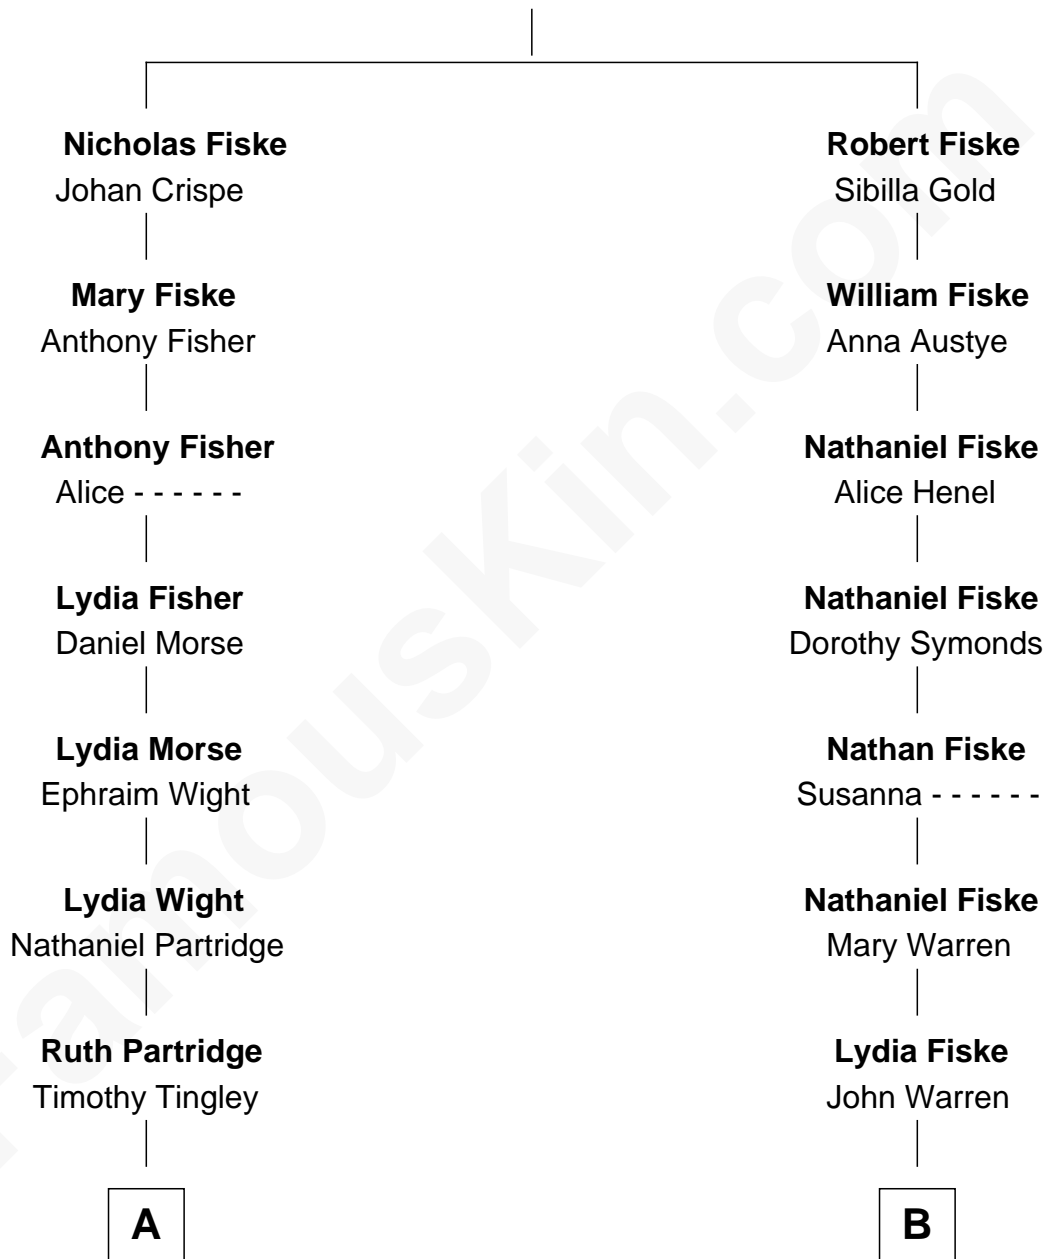 Nicholas Fiske
Johan Crispe
Mary Fiske
Anthony Fisher
Anthony Fisher
Alice - - - - - -
Lydia Fisher
Daniel Morse
Lydia Morse
Ephraim Wight
Lydia Wight
Nathaniel Partridge
Ruth Partridge
Timothy Tingley
A
Robert Fiske
Sibilla Gold
William Fiske
Anna Austye
Nathaniel Fiske
Alice Henel
Nathaniel Fiske
Dorothy Symonds
Nathan Fiske
Susanna - - - - - -
Nathaniel Fiske
Mary Warren
Lydia Fiske
John Warren
B
FamousKin.com